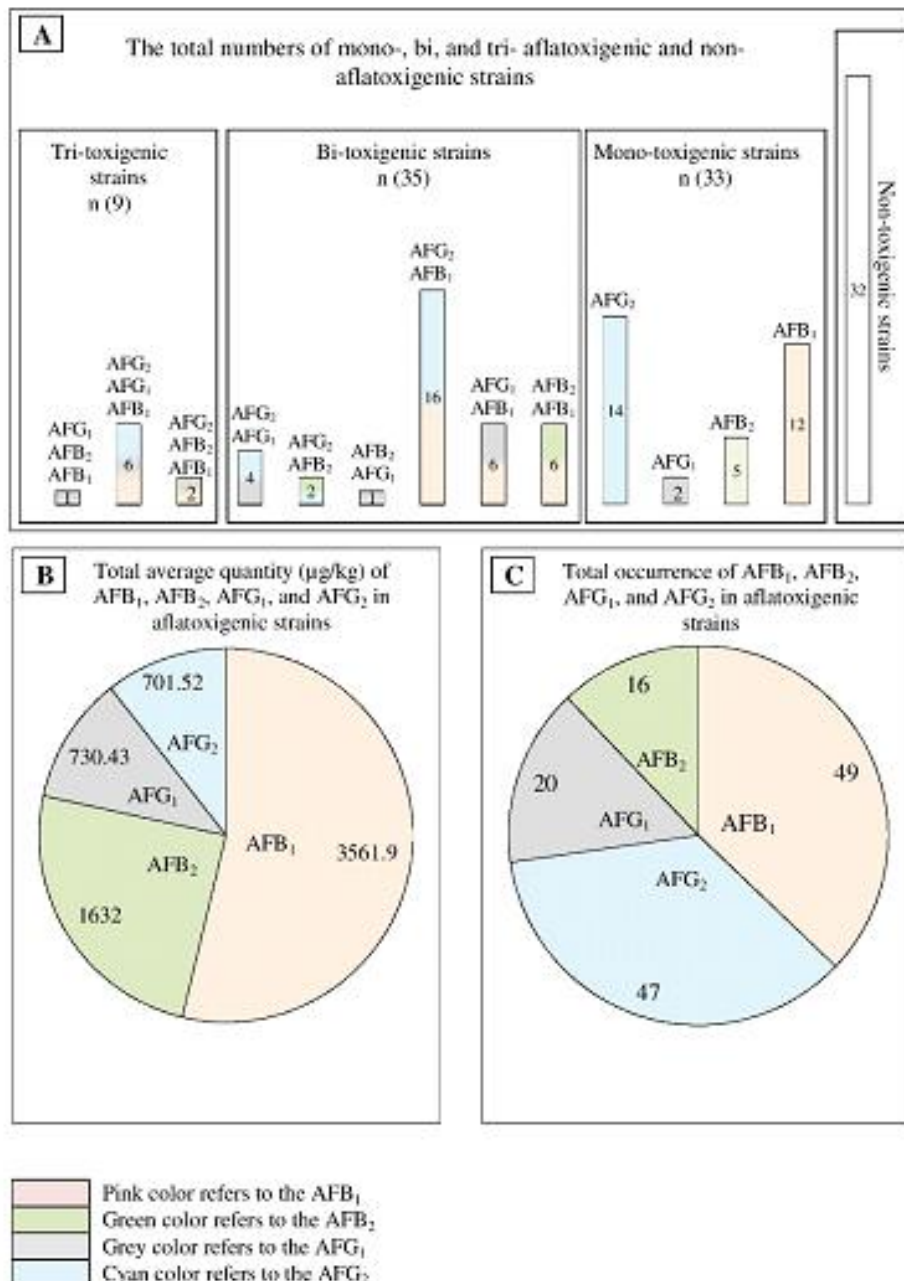 A
The total numbers of mono-, bi, and tri- aflatoxigenic and non-
aflatoxigenic strains
Tri-toxigenic
strains
n (9)
AFG₁
AFB₂
AFB₁
1
AFG₂
AFG₁
AFB₁
6
AFG₂
AFB₂
AFB₁
2
Bi-toxigenic strains
n (35)
AFG₂
AFG₁
4
AFG₂
AFB₂
2
AFB₂
AFG₁
1
AFG₂
AFB₁
16
AFG₁
AFB₁
6
AFB₂
AFB₁
6
Mono-toxigenic strains
n (33)
AFG₂
14
AFG₁
2
AFB₂
5
AFB₁
12
32
Non-toxigenic strains
B
Total average quantity (µg/kg) of
AFB₁, AFB₂, AFG₁, and AFG₂ in
aflatoxigenic strains
701.52
AFG₂
730.43
AFG₁
AFB₁
3561.9
AFB₂
1632
C
Total occurrence of AFB₁, AFB₂,
AFG₁, and AFG₂ in aflatoxigenic
strains
16
AFB₂
49
20
AFG₁
AFB₁
AFG₂
47
Pink color refers to the AFB₁
Green color refers to the AFB₂
Grey color refers to the AFG₁
Cyan color refers to the AFG₂